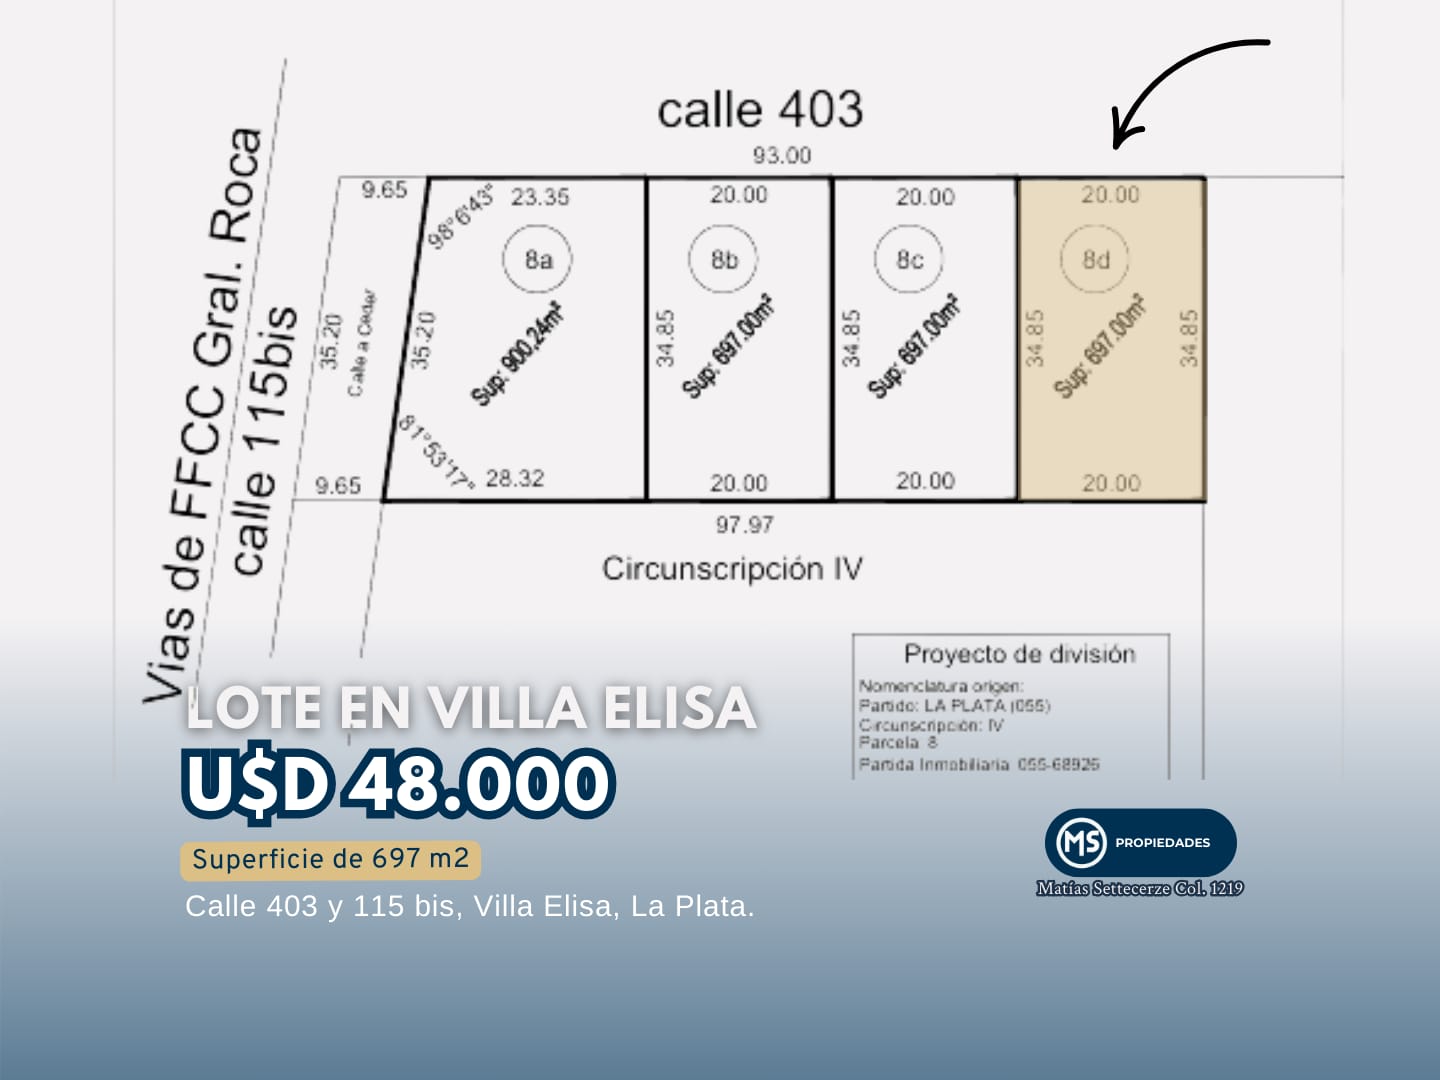 calle 403
93.00
9.65
23.35
20.00
20.00
20.00
98°6'43"
8a
8b
8c
8d
Vias de FFCC Gral. Roca
calle 115bis
35.20
Calle a Ceder
35.20
Sup: 900,24m²
34.85
Sup: 697.00m²
34.85
Sup: 697.00m²
34.85
Sup: 697.00m²
34.85
81°53'17"
9.65
28.32
20.00
20.00
20.00
97.97
Circunscripción IV
Proyecto de división
Nomenclatura origen:
Partido: LA PLATA (055)
Circunscripción: IV
Parcela: 8
Partida Inmobiliaria: 055-68926
LOTE EN VILLA ELISA
U$D 48.000
Superficie de 697 m2
Calle 403 y 115 bis, Villa Elisa, La Plata.
MS PROPIEDADES
Matías Settecerze Col. 1219